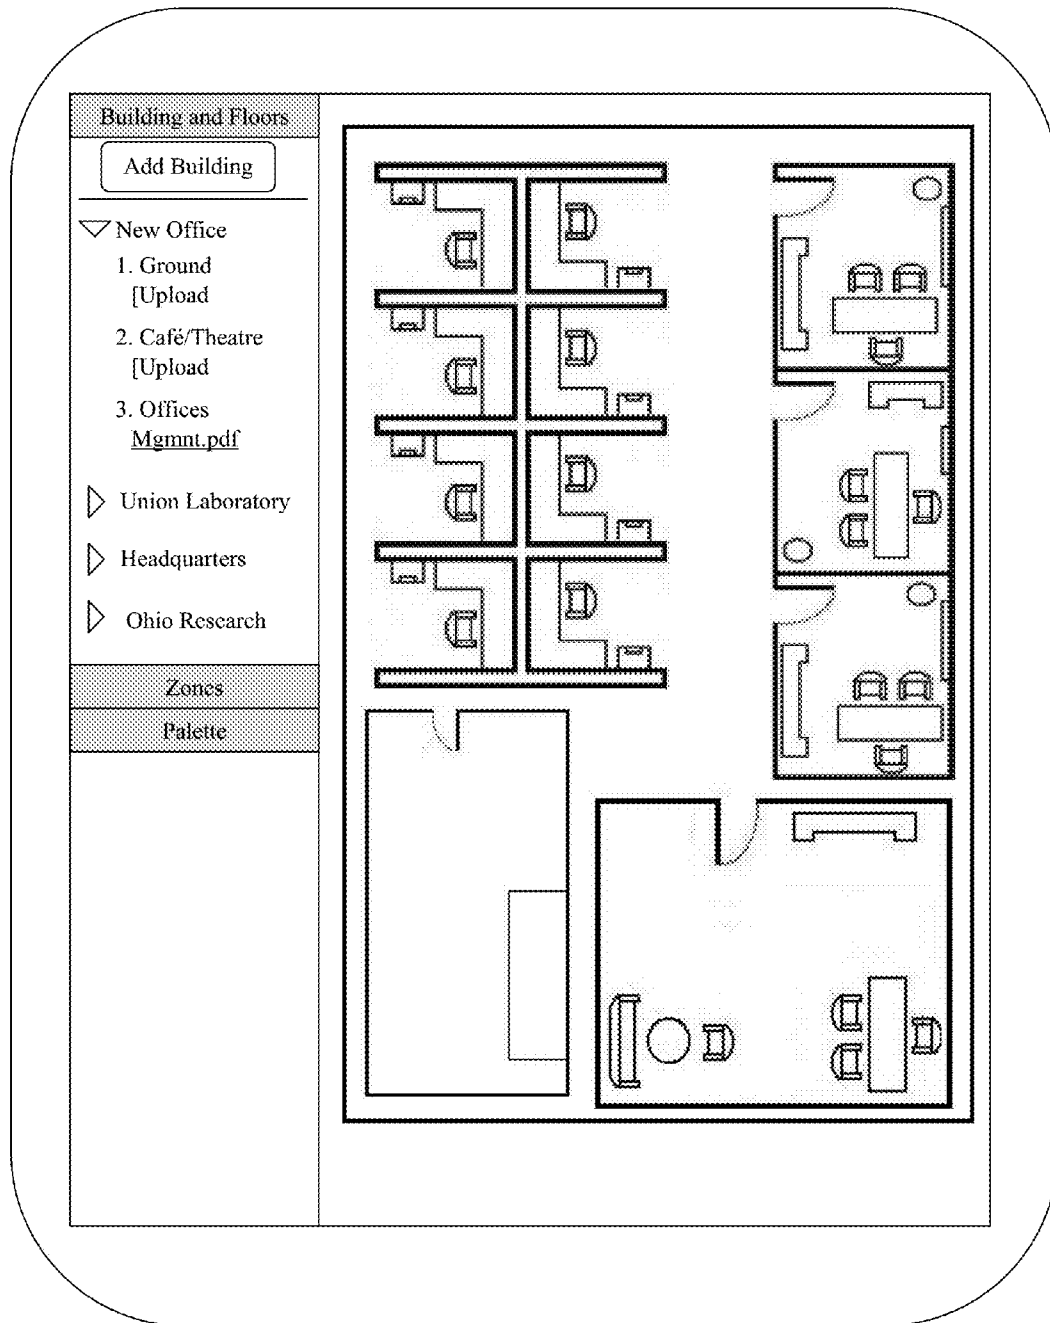 Building and Floors
Add Building
New Office
1. Ground
[Upload
2. Café/Theatre
[Upload
3. Offices
Mgmnt.pdf
Union Laboratory
Headquarters
Ohio Research
Zones
Palette